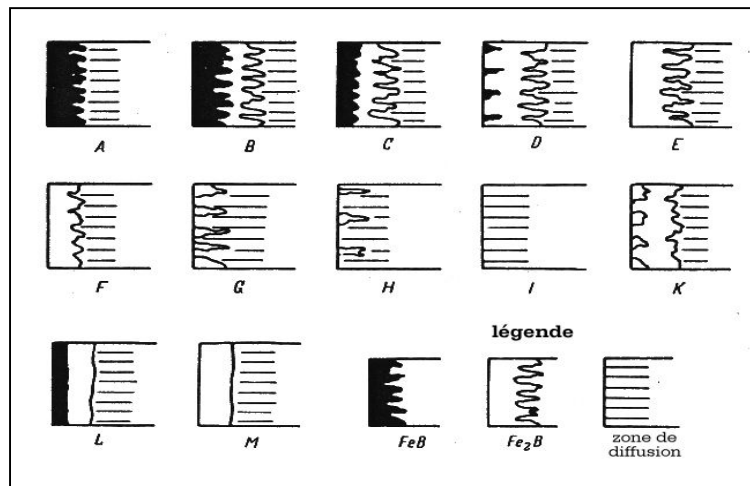 A B C D E
F G H I K
légende
L M FeB Fe₂B zone de
diffusion